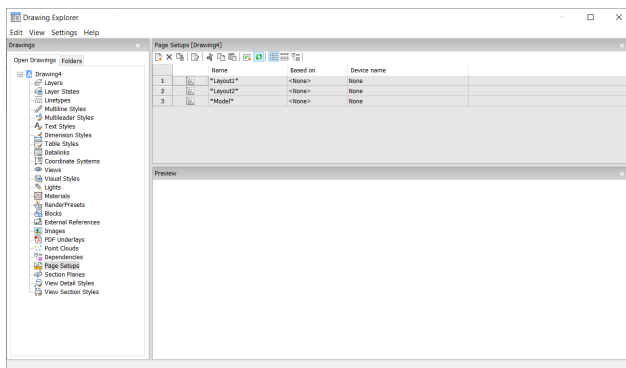 Drawing Explorer
Edit View Settings Help
Drawings
Open Drawings Folders
Drawing4
Layers
Layer States
Linetypes
Multiline Styles
Multileader Styles
Text Styles
Dimension Styles
Table Styles
Datalinks
Coordinate Systems
Views
Visual Styles
Lights
Materials
RenderPresets
Blocks
External References
Images
PDF Underlays
Point Clouds
Dependencies
Page Setups
Section Planes
View Detail Styles
View Section Styles
Page Setups [Drawing4]
Name Based on Device name
1 *Layout1* <None> None
2 *Layout2* <None> None
3 *Model* <None> None
Preview